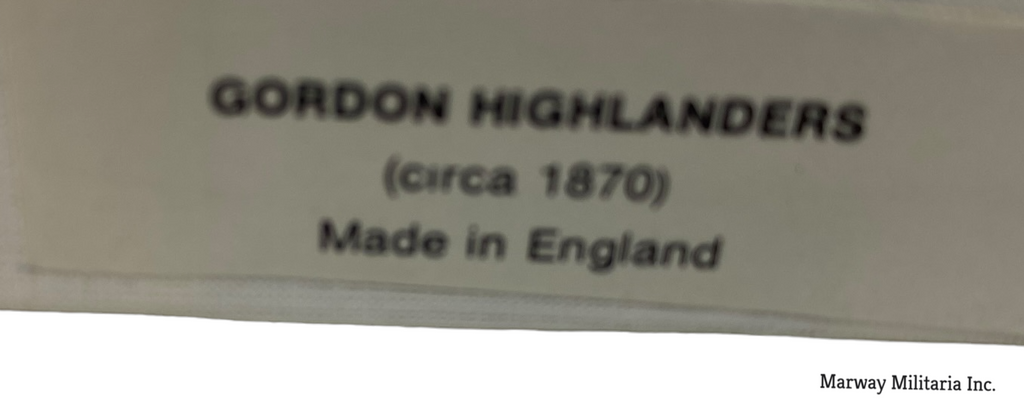 GORDON HIGHLANDERS
(circa 1870)
Made in England
Marway Militaria Inc.